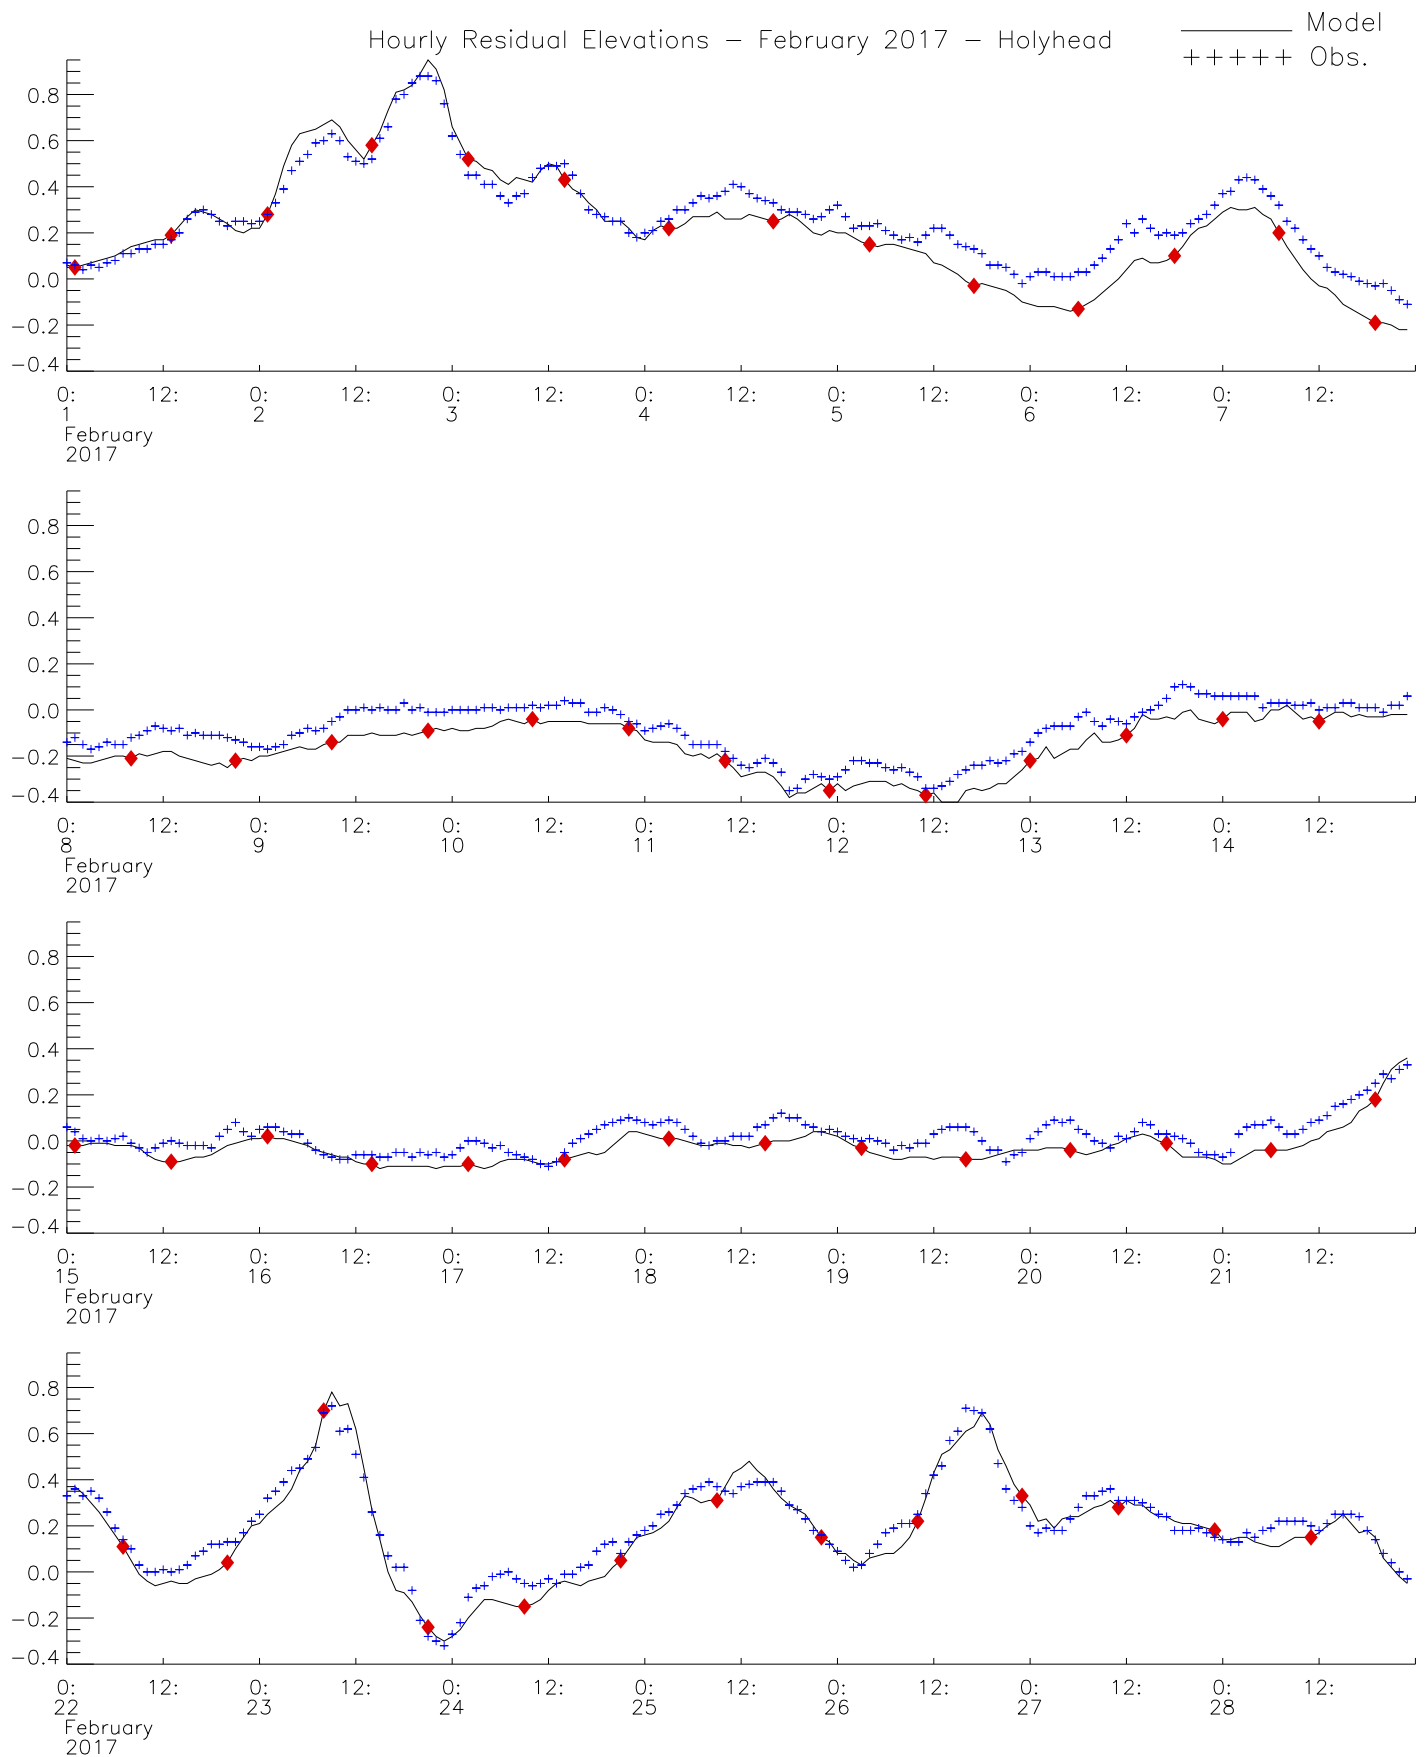 Hourly Residual Elevations - February 2017 - Holyhead
Model
+++++ Obs.
0.8
0.6
0.4
0.2
0.0
-0.2
-0.4
0: 12: 0: 12: 0: 12: 0: 12: 0: 12: 0: 12: 0: 12:
1 2 3 4 5 6 7
February
2017
0.8
0.6
0.4
0.2
0.0
-0.2
-0.4
0: 12: 0: 12: 0: 12: 0: 12: 0: 12: 0: 12: 0: 12:
8 9 10 11 12 13 14
February
2017
0.8
0.6
0.4
0.2
0.0
-0.2
-0.4
0: 12: 0: 12: 0: 12: 0: 12: 0: 12: 0: 12: 0: 12:
15 16 17 18 19 20 21
February
2017
0.8
0.6
0.4
0.2
0.0
-0.2
-0.4
0: 12: 0: 12: 0: 12: 0: 12: 0: 12: 0: 12: 0: 12:
22 23 24 25 26 27 28
February
2017